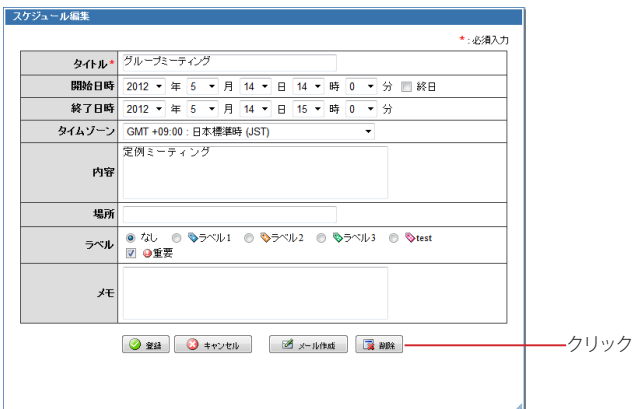 スケジュール編集
*：必須入力
タイトル* グループミーティング
開始日時 2012 年 5 月 14 日 14 時 0 分 終日
終了日時 2012 年 5 月 14 日 15 時 0 分
タイムゾーン GMT +09:00 : 日本標準時 (JST)
内容 定例ミーティング
場所
ラベル なし ラベル1 ラベル2 ラベル3 test
重要
メモ
登録 キャンセル メール作成 削除 クリック